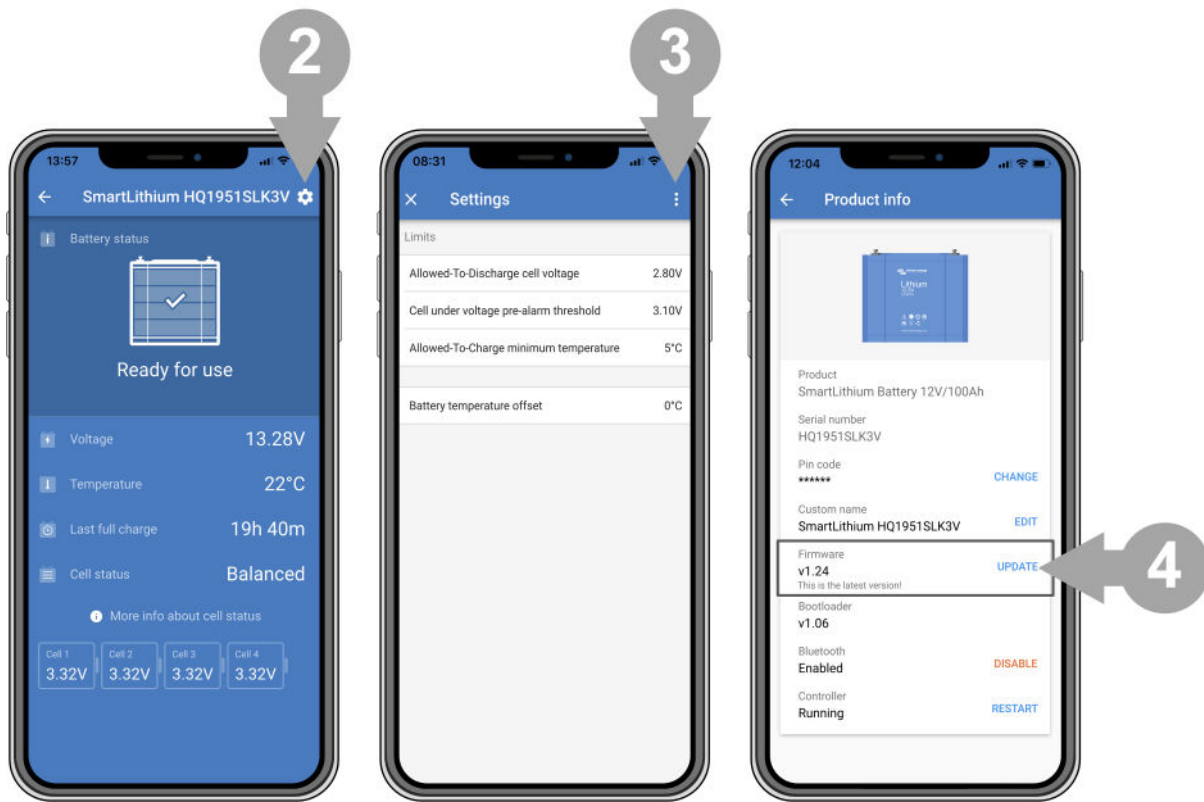 2
3
13:57
SmartLithium HQ1951SLK3V
Battery status
Ready for use
Voltage 13.28V
Temperature 22°C
Last full charge 19h 40m
Cell status Balanced
More info about cell status
Cell 1 Cell 2 Cell 3 Cell 4
3.32V 3.32V 3.32V 3.32V
08:31
Settings
Limits
Allowed-To-Discharge cell voltage 2.80V
Cell under voltage pre-alarm threshold 3.10V
Allowed-To-Charge minimum temperature 5°C
Battery temperature offset 0°C
12:04
Product info
Lithium
Product
SmartLithium Battery 12V/100Ah
Serial number
HQ1951SLK3V
Pin code
****** CHANGE
Custom name
SmartLithium HQ1951SLK3V EDIT
Firmware
v1.24 UPDATE
This is the latest version!
Bootloader
v1.06
Bluetooth
Enabled DISABLE
Controller
Running RESTART
4